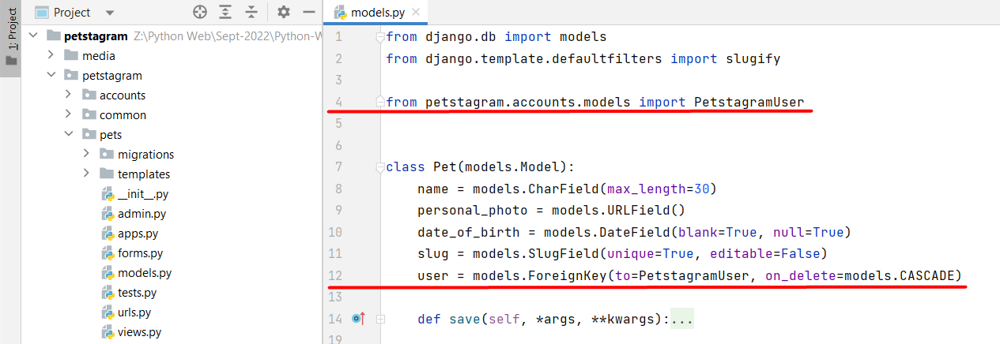 1: Project
Project
petstagram Z:\Python Web\Sept-2022\Python-W
media
petstagram
accounts
common
pets
migrations
templates
__init__.py
admin.py
apps.py
forms.py
models.py
tests.py
urls.py
views.py
models.py
1 from django.db import models
2 from django.template.defaultfilters import slugify
3
4 from petstagram.accounts.models import PetstagramUser
5
6
7 class Pet(models.Model):
8 name = models.CharField(max_length=30)
9 personal_photo = models.URLField()
10 date_of_birth = models.DateField(blank=True, null=True)
11 slug = models.SlugField(unique=True, editable=False)
12 user = models.ForeignKey(to=PetstagramUser, on_delete=models.CASCADE)
13
14 def save(self, *args, **kwargs):...
19